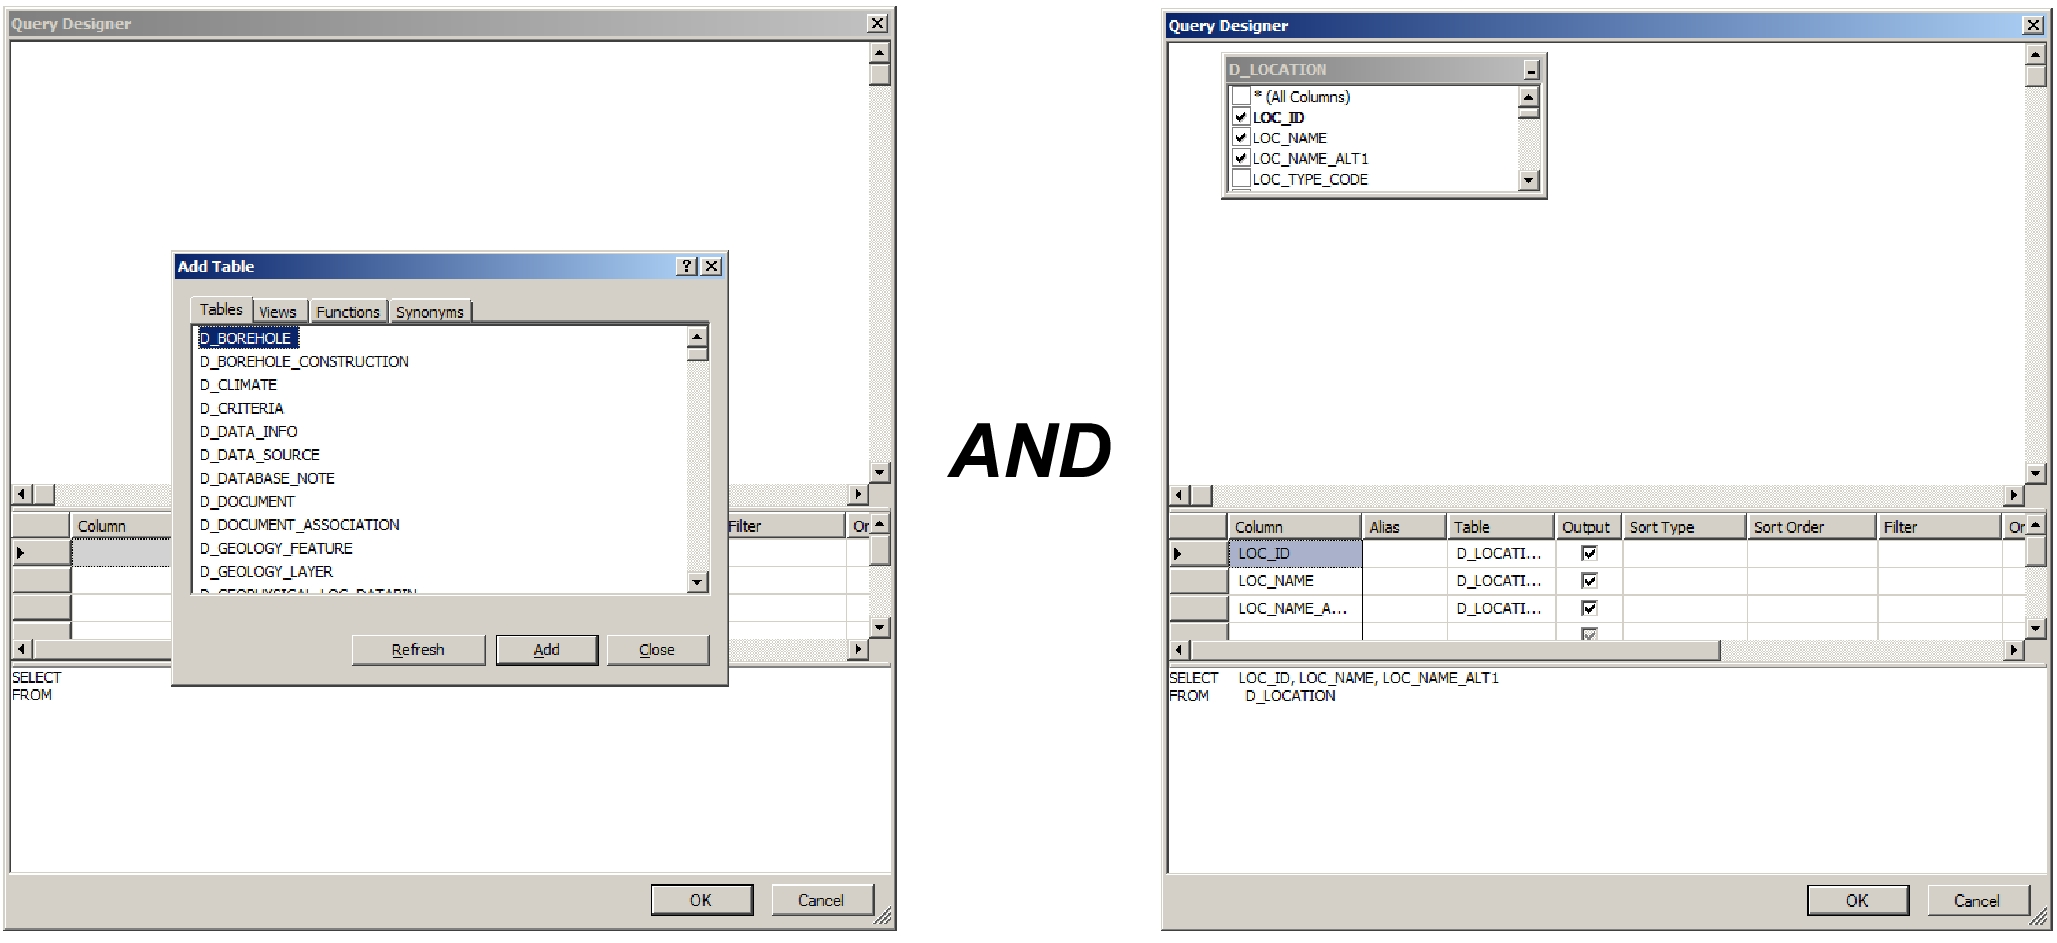 Query Designer
Add Table
Tables Views Functions Synonyms
D_BOREHOLE
D_BOREHOLE_CONSTRUCTION
D_CLIMATE
D_CRITERIA
D_DATA_INFO
D_DATA_SOURCE
D_DATABASE_NOTE
D_DOCUMENT
D_DOCUMENT_ASSOCIATION
D_GEOLOGY_FEATURE
D_GEOLOGY_LAYER
Refresh Add Close
Column Filter Or
SELECT
FROM
OK Cancel
AND
Query Designer
D_LOCATION
* (All Columns)
LOC_ID
LOC_NAME
LOC_NAME_ALT1
LOC_TYPE_CODE
Column Alias Table Output Sort Type Sort Order Filter Or
LOC_ID D_LOCATI...
LOC_NAME D_LOCATI...
LOC_NAME_A... D_LOCATI...
SELECT LOC_ID, LOC_NAME, LOC_NAME_ALT1
FROM D_LOCATION
OK Cancel